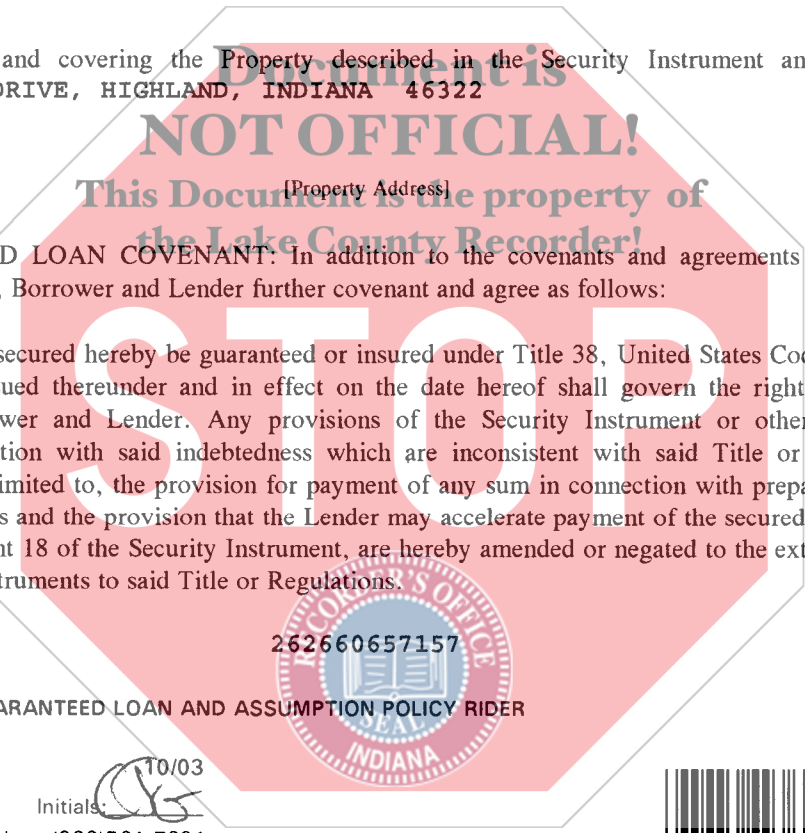 and covering the Property described in the Security Instrument an
DRIVE, HIGHLAND, INDIANA 46322
Document is
NOT OFFICIAL!
[Property Address]
This Document is the property of
the Lake County Recorder!
D LOAN COVENANT: In addition to the covenants and agreements
, Borrower and Lender further covenant and agree as follows:
STOP
secured hereby be guaranteed or insured under Title 38, United States Co
ued thereunder and in effect on the date hereof shall govern the right
wer and Lender. Any provisions of the Security Instrument or other
tion with said indebtedness which are inconsistent with said Title or
imited to, the provision for payment of any sum in connection with prepa
s and the provision that the Lender may accelerate payment of the secured
nt 18 of the Security Instrument, are hereby amended or negated to the ext
truments to said Title or Regulations.
RECORDER'S OFFICE
SEAL
INDIANA
262660657157
ARANTEED LOAN AND ASSUMPTION POLICY RIDER
10/03
Initials: